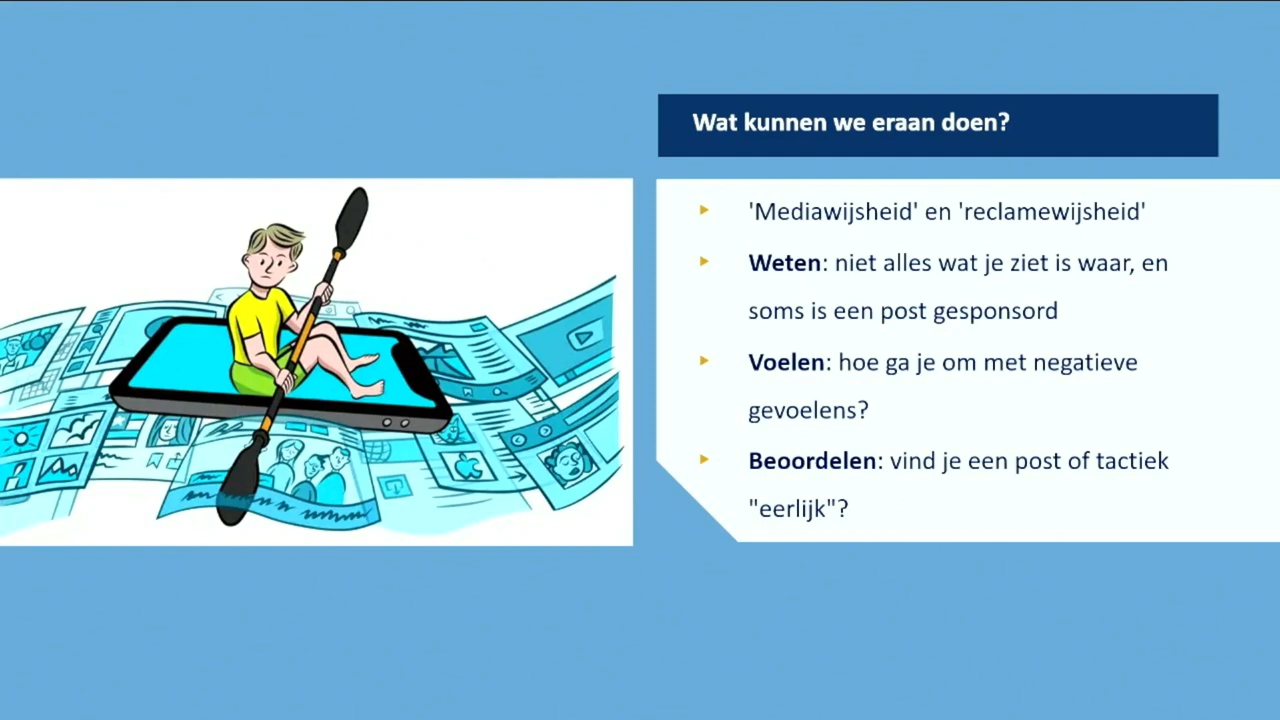 Wat kunnen we eraan doen?
'Mediawijsheid' en 'reclamewijsheid'
Weten: niet alles wat je ziet is waar, en
soms is een post gesponsord
Voelen: hoe ga je om met negatieve
gevoelens?
Beoordelen: vind je een post of tactiek
"eerlijk"?